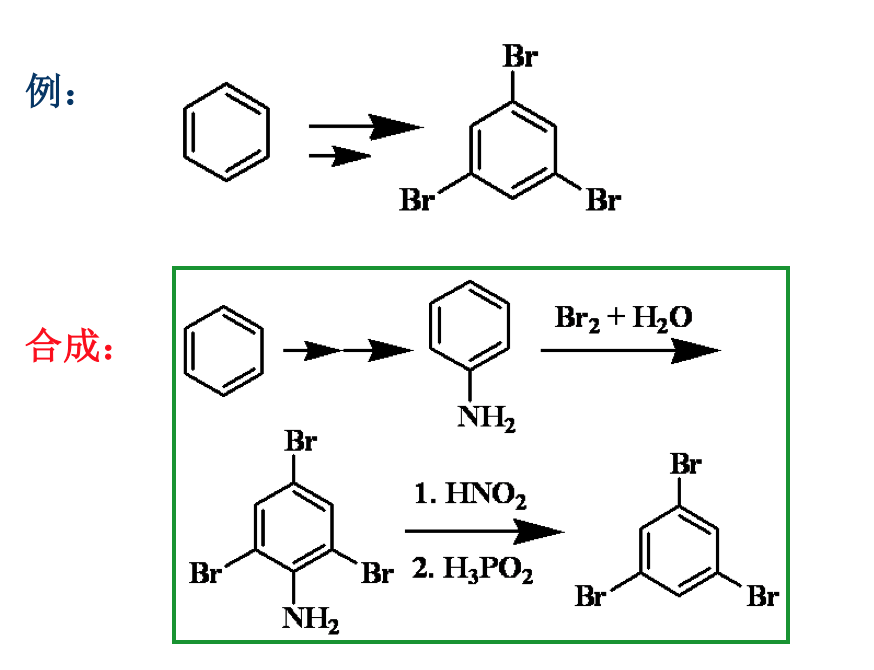 例：
Br
Br
Br
合成：
Br₂ + H₂O
NH₂
Br
Br
Br
NH₂
1. HNO₂
2. H₃PO₂
Br
Br
Br